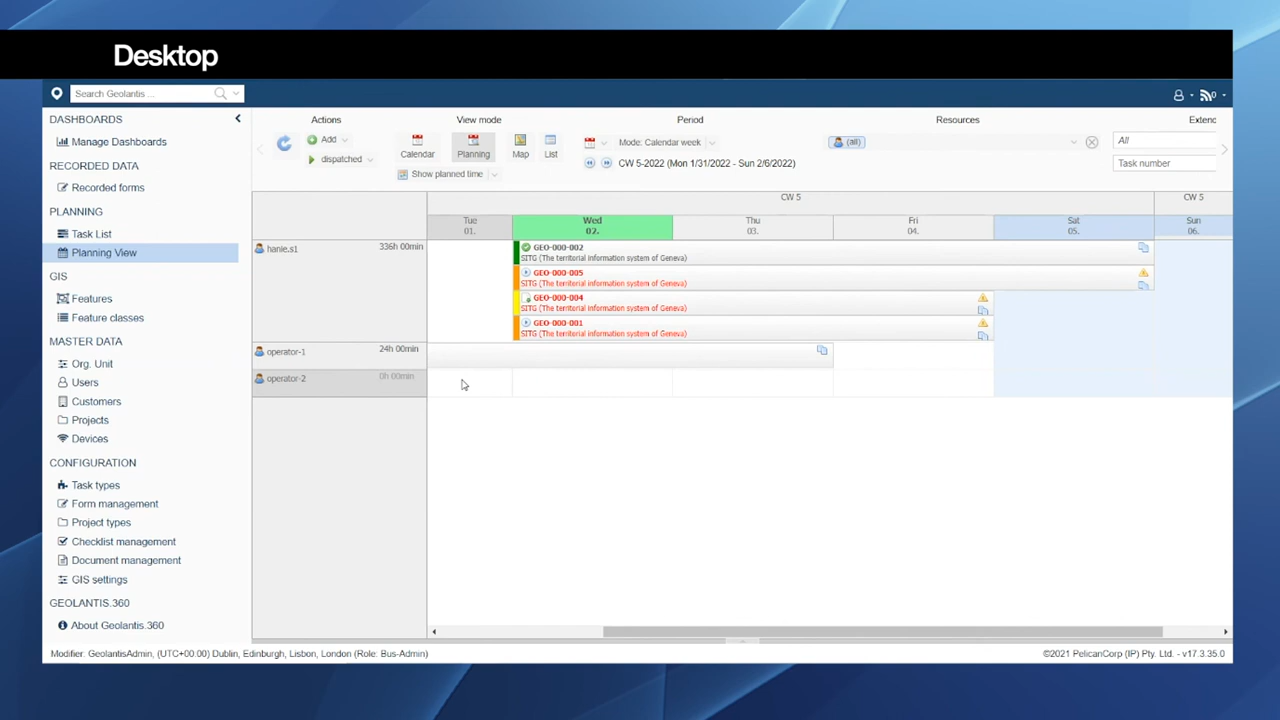 Desktop
Search Geolantis ...
0
DASHBOARDS
Manage Dashboards
RECORDED DATA
Recorded forms
PLANNING
Task List
Planning View
GIS
Features
Feature classes
MASTER DATA
Org. Unit
Users
Customers
Projects
Devices
CONFIGURATION
Task types
Form management
Project types
Checklist management
Document management
GIS settings
GEOLANTIS.360
About Geolantis.360
Actions
Add
dispatched
View mode
Calendar
Planning
Map
List
Show planned time
Period
Mode: Calendar week
CW 5-2022 (Mon 1/31/2022 - Sun 2/6/2022)
Resources
(all)
Extenc
All
Task number
CW 5
CW 5
Tue
01.
Wed
02.
Thu
03.
Fri
04.
Sat
05.
Sun
06.
hanie.s1
336h 00min
GEO-000-002
SITG (The territorial information system of Geneva)
GEO-000-005
SITG (The territorial information system of Geneva)
GEO-000-004
SITG (The territorial information system of Geneva)
GEO-000-001
SITG (The territorial information system of Geneva)
operator-1
24h 00min
operator-2
0h 00min
Modifier: GeolantisAdmin, (UTC+00.00) Dublin, Edinburgh, Lisbon, London (Role: Bus-Admin)
©2021 PelicanCorp (IP) Pty. Ltd. - v17.3.35.0